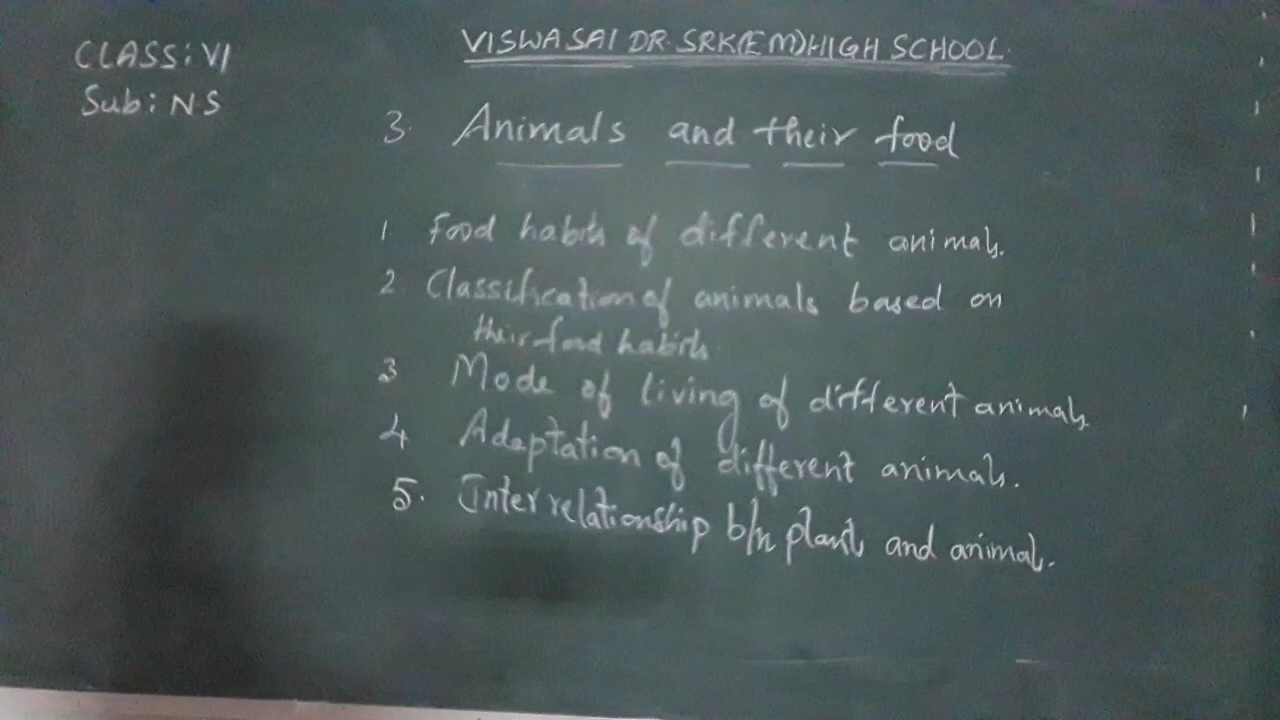 VISWA SAI DR. SRK(EM)HIGH SCHOOL.
CLASS: VI
Sub: NS
3. Animals and their food
1 Food habits of different animals.
2. Classification of animals based on
their food habits
3 Mode of living of different animals.
4 Adaptation of different animals.
5. Inter relationship b/n plants and animals.